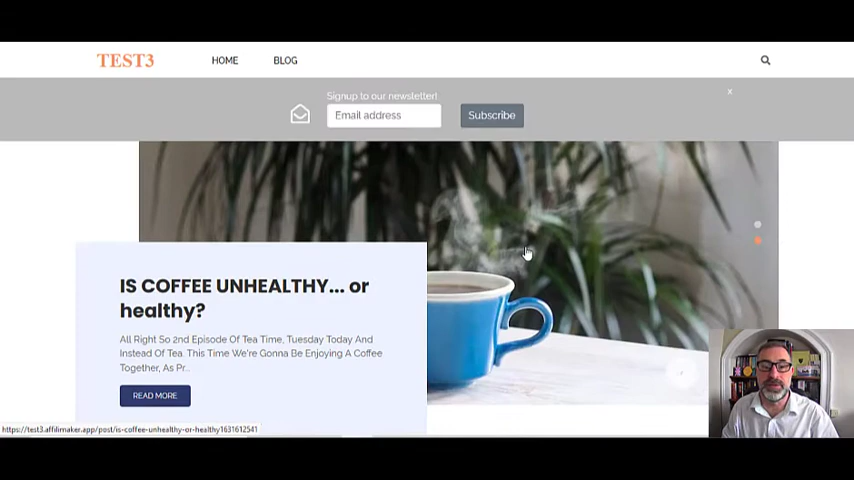 TEST3
HOME
BLOG
Signup to our newsletter!
x
Email address
Subscribe
IS COFFEE UNHEALTHY... or
healthy?
All Right So 2nd Episode Of Tea Time, Tuesday Today And
Instead Of Tea. This Time We're Gonna Be Enjoying A Coffee
Together, As Pr..
READ MORE
https://test3.affilimaker.app/post/is-coffee-unhealthy-or-healthy1631612541